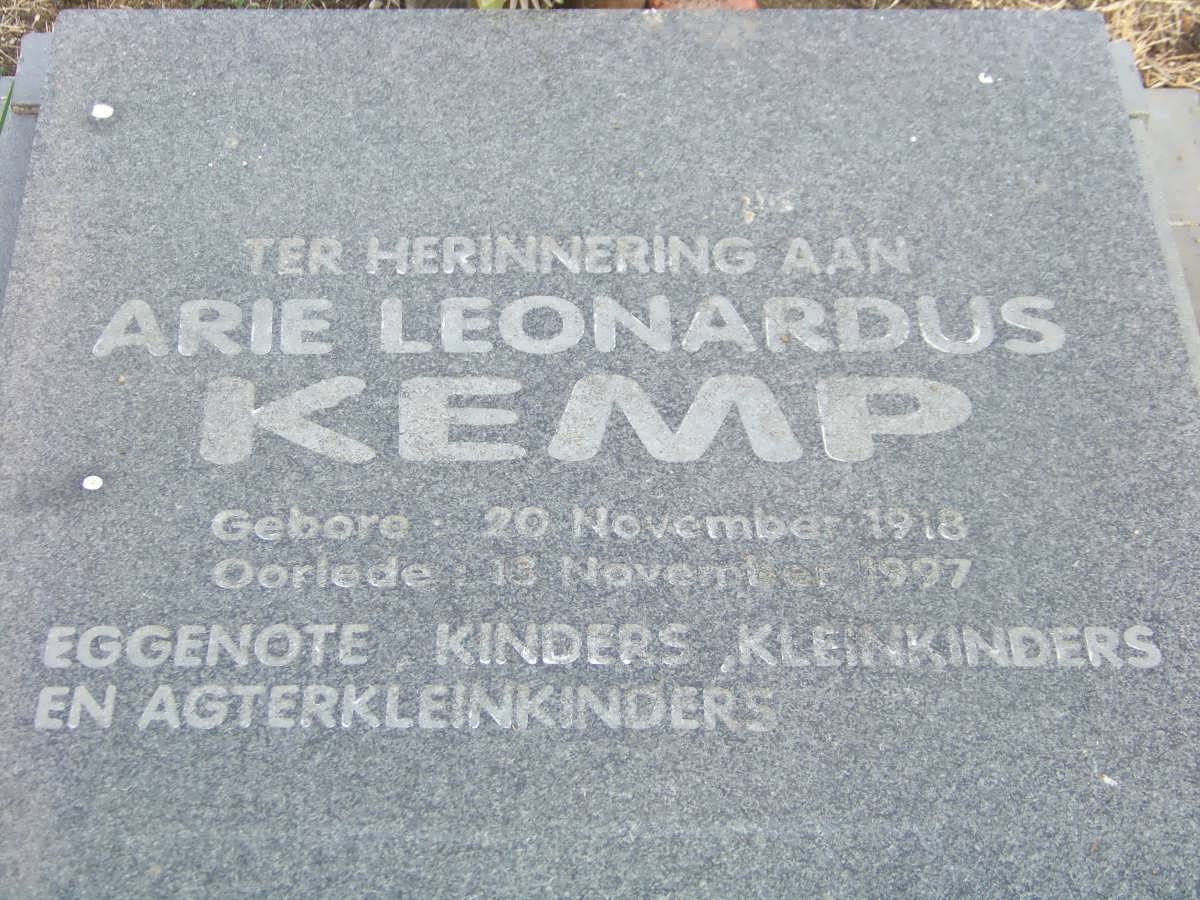 TER HERINNERING AAN
ARIE LEONARDUS
KEMP
Gebore : 20 November 1918
Oorlede : 18 November 1997
EGGENOTE , KINDERS ,KLEINKINDERS
EN AGTERKLEINKINDERS